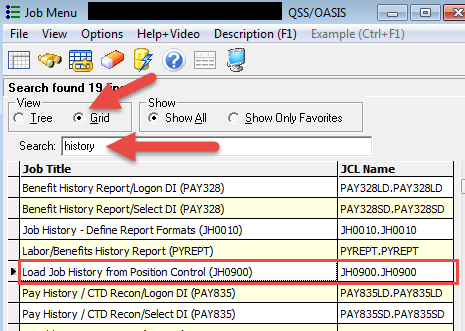 Job Menu QSS/OASIS
File View Options Help+Video Description (F1) Example (Ctrl+F1)
Search found 19
View Show
Tree Grid Show All Show Only Favorites
Search: history
Job Title JCL Name
Benefit History Report/Logon DI (PAY328) PAY328LD.PAY328LD
Benefit History Report/Select DI (PAY328) PAY328SD.PAY328SD
Job History - Define Report Formats (JH0010) JH0010.JH0010
Labor/Benefits History Report (PYREPT) PYREPT.PYREPT
Load Job History from Position Control (JH0900) JH0900.JH0900
Pay History / CTD Recon/Logon DI (PAY835) PAY835LD.PAY835LD
Pay History / CTD Recon/Select DI (PAY835) PAY835SD.PAY835SD